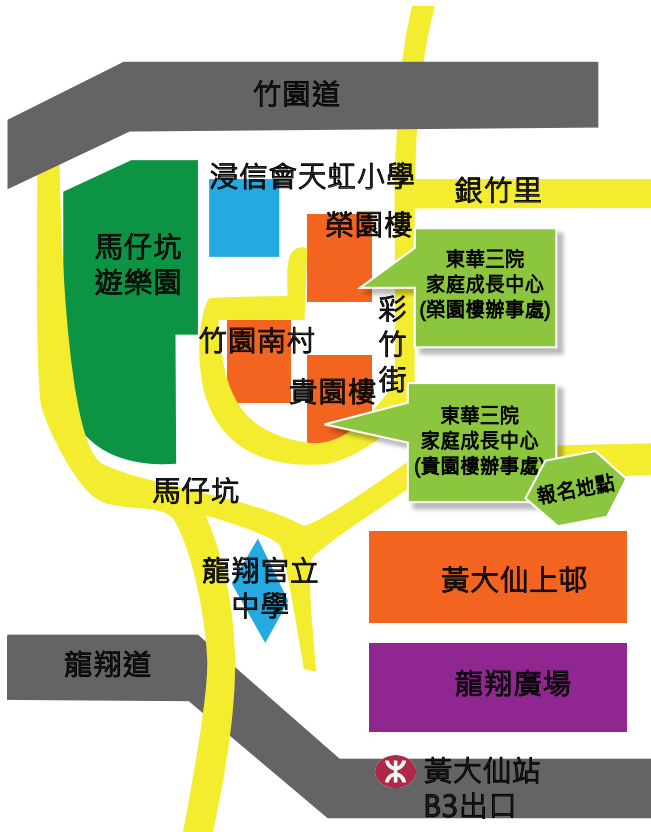 竹園道
浸信會天虹小學
銀竹里
榮園樓
馬仔坑
遊樂園
東華三院
家庭成長中心
(榮園樓辦事處)
彩
竹
街
竹園南村
貴園樓
東華三院
家庭成長中心
(貴園樓辦事處)
報名地點
馬仔坑
龍翔官立
中學
黃大仙上邨
龍翔道
龍翔廣場
黃大仙站
B3出口